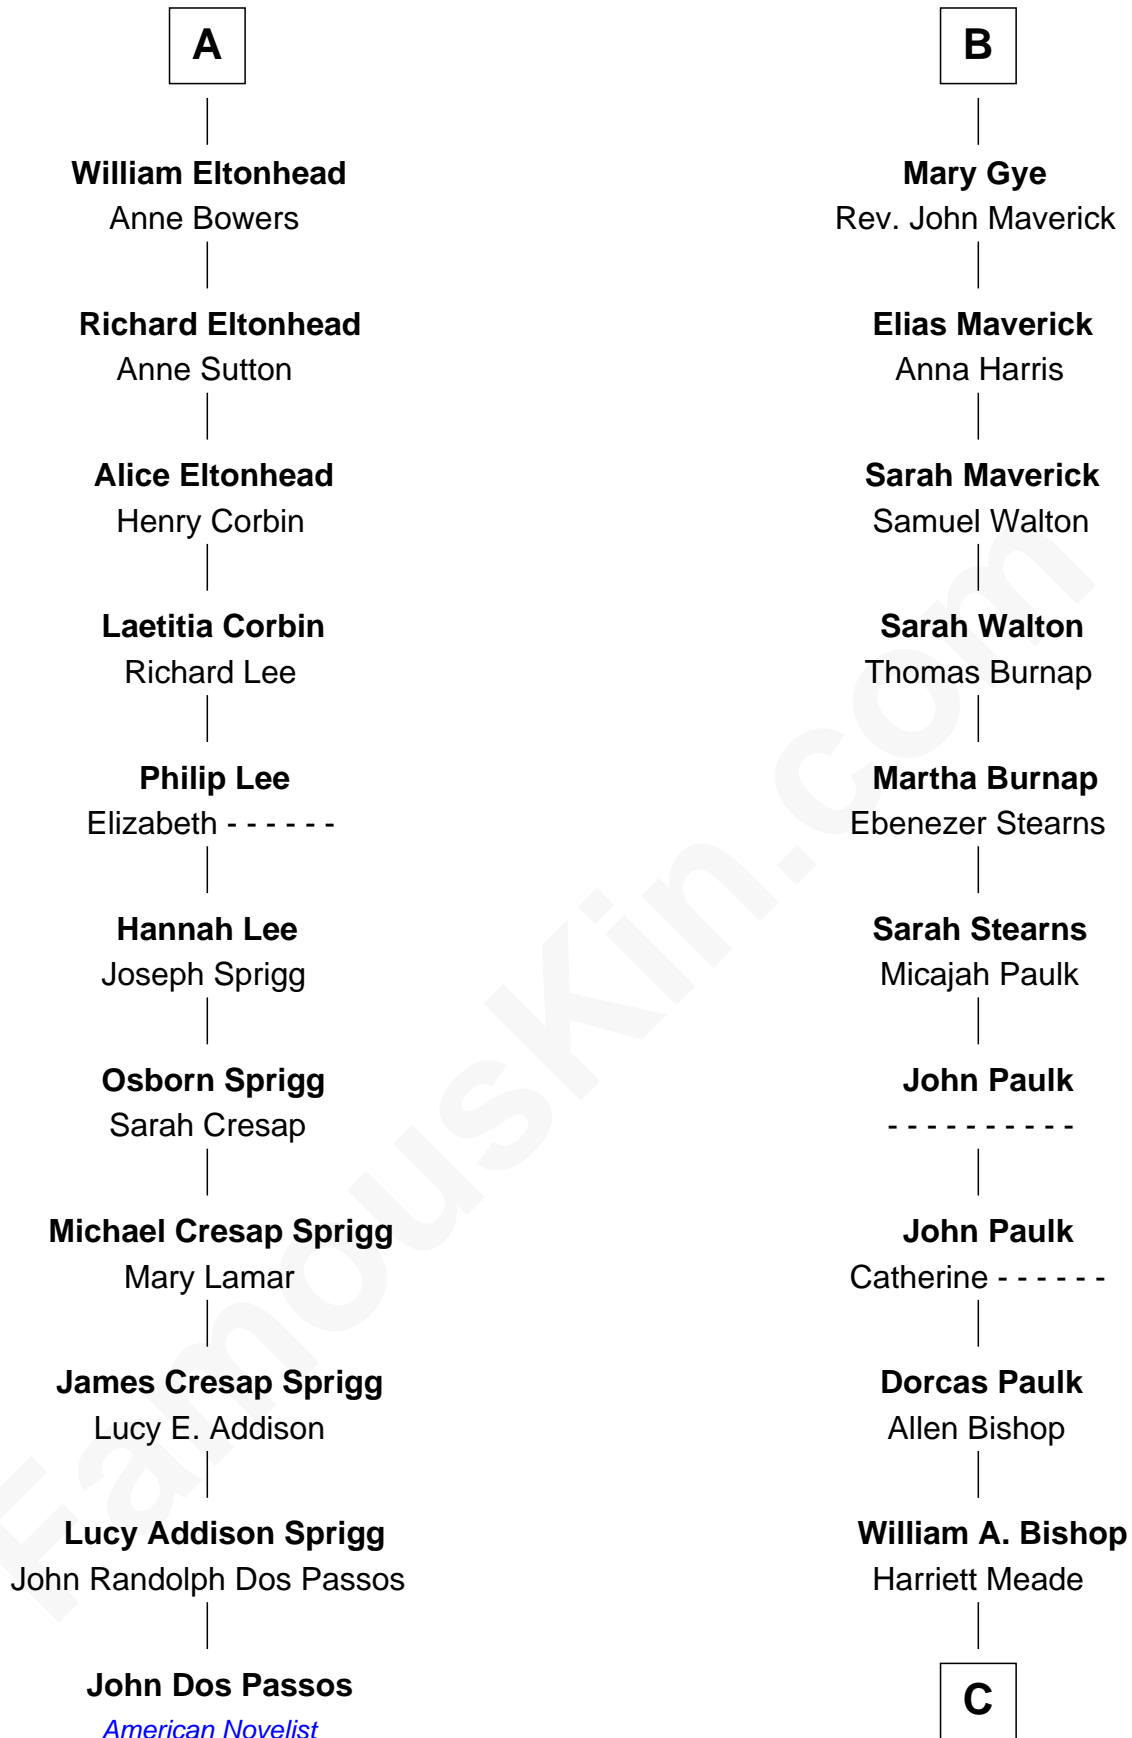 A
William Eltonhead
Anne Bowers
Richard Eltonhead
Anne Sutton
Alice Eltonhead
Henry Corbin
Laetitia Corbin
Richard Lee
Philip Lee
Elizabeth - - - - - -
Hannah Lee
Joseph Sprigg
Osborn Sprigg
Sarah Cresap
Michael Cresap Sprigg
Mary Lamar
James Cresap Sprigg
Lucy E. Addison
Lucy Addison Sprigg
John Randolph Dos Passos
John Dos Passos
American Novelist
B
Mary Gye
Rev. John Maverick
Elias Maverick
Anna Harris
Sarah Maverick
Samuel Walton
Sarah Walton
Thomas Burnap
Martha Burnap
Ebenezer Stearns
Sarah Stearns
Micajah Paulk
John Paulk
- - - - - - - - - -
John Paulk
Catherine - - - - - -
Dorcas Paulk
Allen Bishop
William A. Bishop
Harriett Meade
C
FamousKin.com